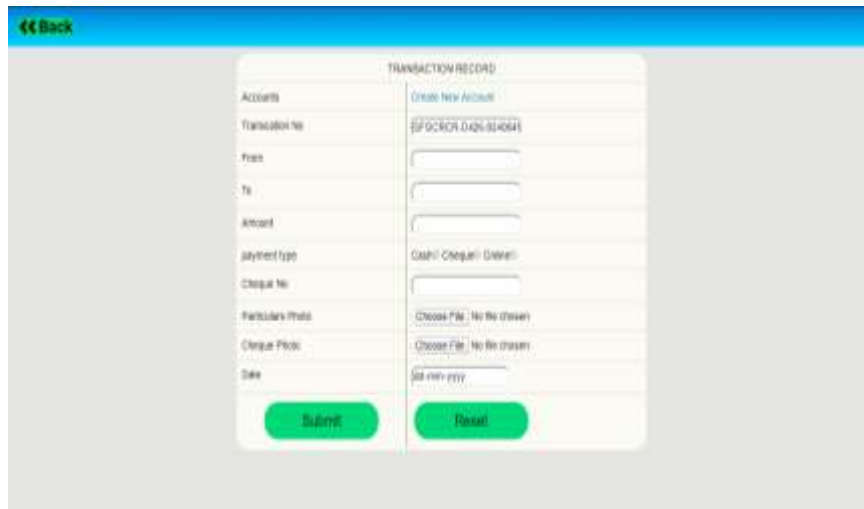 Back
TRANSACTION RECORD
Accounts Create New Account
Transcation No
From
To
Amount
payment type Cash Cheque Online
Cheque No
Particulars Photo Choose File No file chosen
Cheque Photo Choose File No file chosen
Date dd-mm-yyyy
Submit Reset